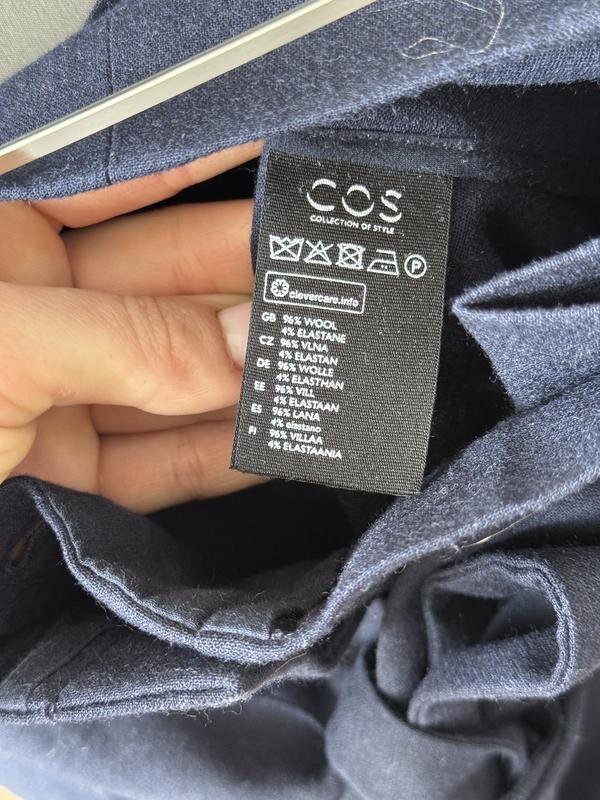 COS
COLLECTION OF STYLE
P
clevercare.info
GB 96% WOOL
4% ELASTANE
CZ 96% VLNA
4% ELASTAN
DE 96% WOLLE
4% ELASTHAN
EE 96% VILL
4% ELASTAAN
ES 96% LANA
4% elastano
FI 96% VILLAA
4% ELASTAANIA